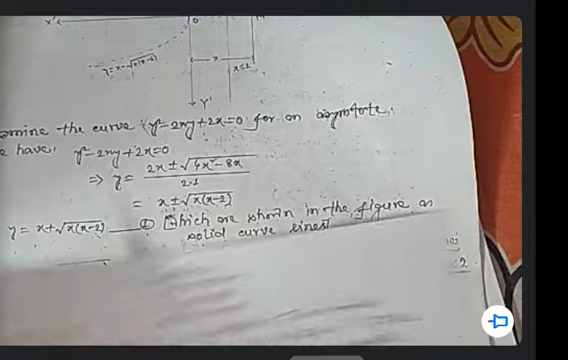 X'
O
y=x-√x(x-2)
x
x=2
Y'
amine the curve y²-2xy+2x=0 for an asymptote.
e have, y²-2xy+2x=0
⇒ y = 2x ± √4x²-8x / 2.1
= x ± √x(x-2)
y = x+√x(x-2) ——① [which are shown in the figure as
solid curve lines]
2